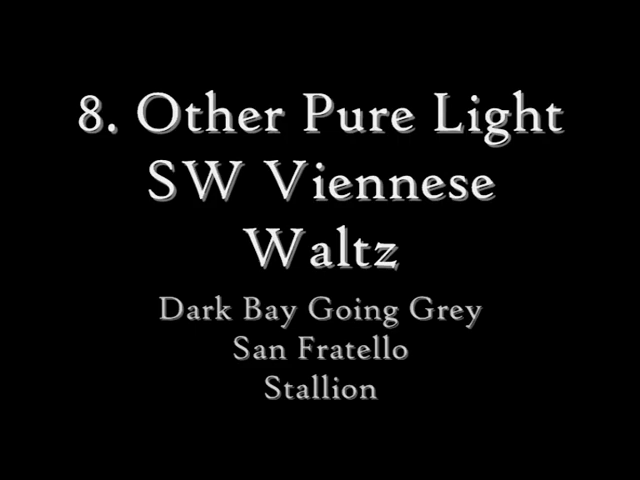 8. Other Pure Light
SW Viennese
Waltz
Dark Bay Going Grey
San Fratello
Stallion